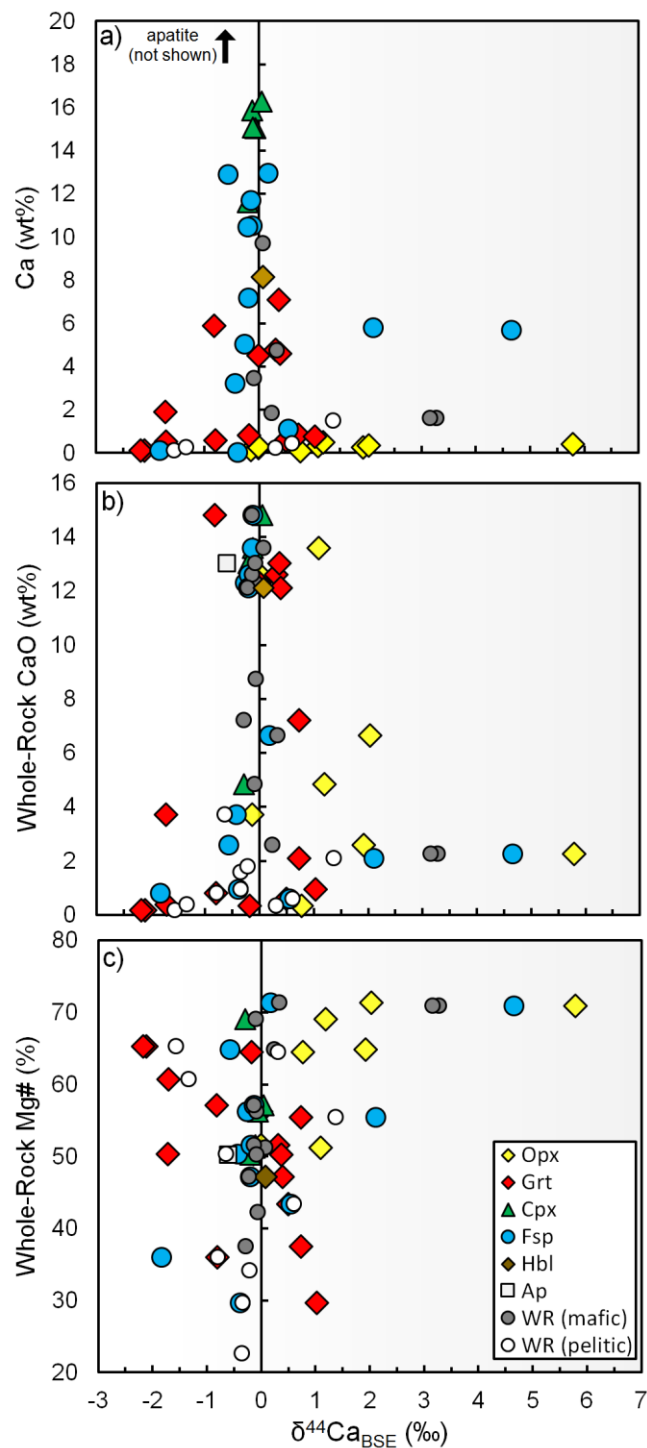 a)
apatite
(not shown)
20
18
16
14
12
10
8
6
4
2
0
Ca (wt%)
b)
16
14
12
10
8
6
4
2
0
Whole-Rock CaO (wt%)
c)
80
70
60
50
40
30
20
Whole-Rock Mg# (%)
Opx
Grt
Cpx
Fsp
Hbl
Ap
WR (mafic)
WR (pelitic)
-3 -2 -1 0 1 2 3 4 5 6 7
δ⁴⁴Ca_BSE (‰)